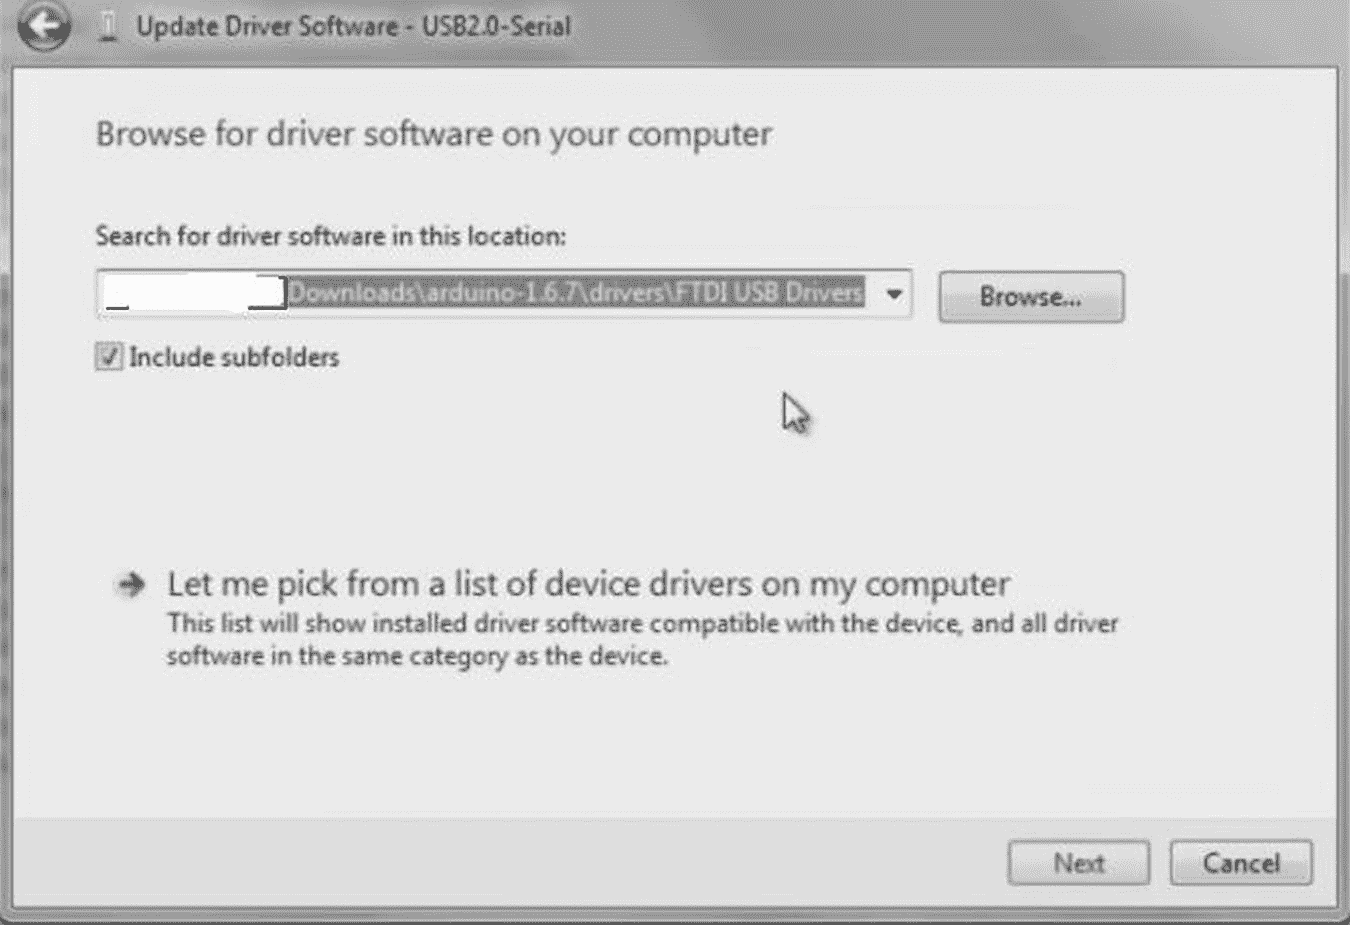 Update Driver Software - USB2.0-Serial
Browse for driver software on your computer
Search for driver software in this location:
Downloads\arduino-1.6.7\drivers\FTDI USB Drivers
Browse...
Include subfolders
Let me pick from a list of device drivers on my computer
This list will show installed driver software compatible with the device, and all driver
software in the same category as the device.
Next
Cancel